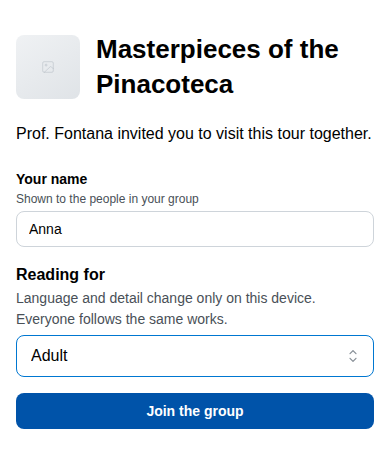 Masterpieces of the
Pinacoteca
Prof. Fontana invited you to visit this tour together.
Your name
Shown to the people in your group
Anna
Reading for
Language and detail change only on this device.
Everyone follows the same works.
Adult
Join the group